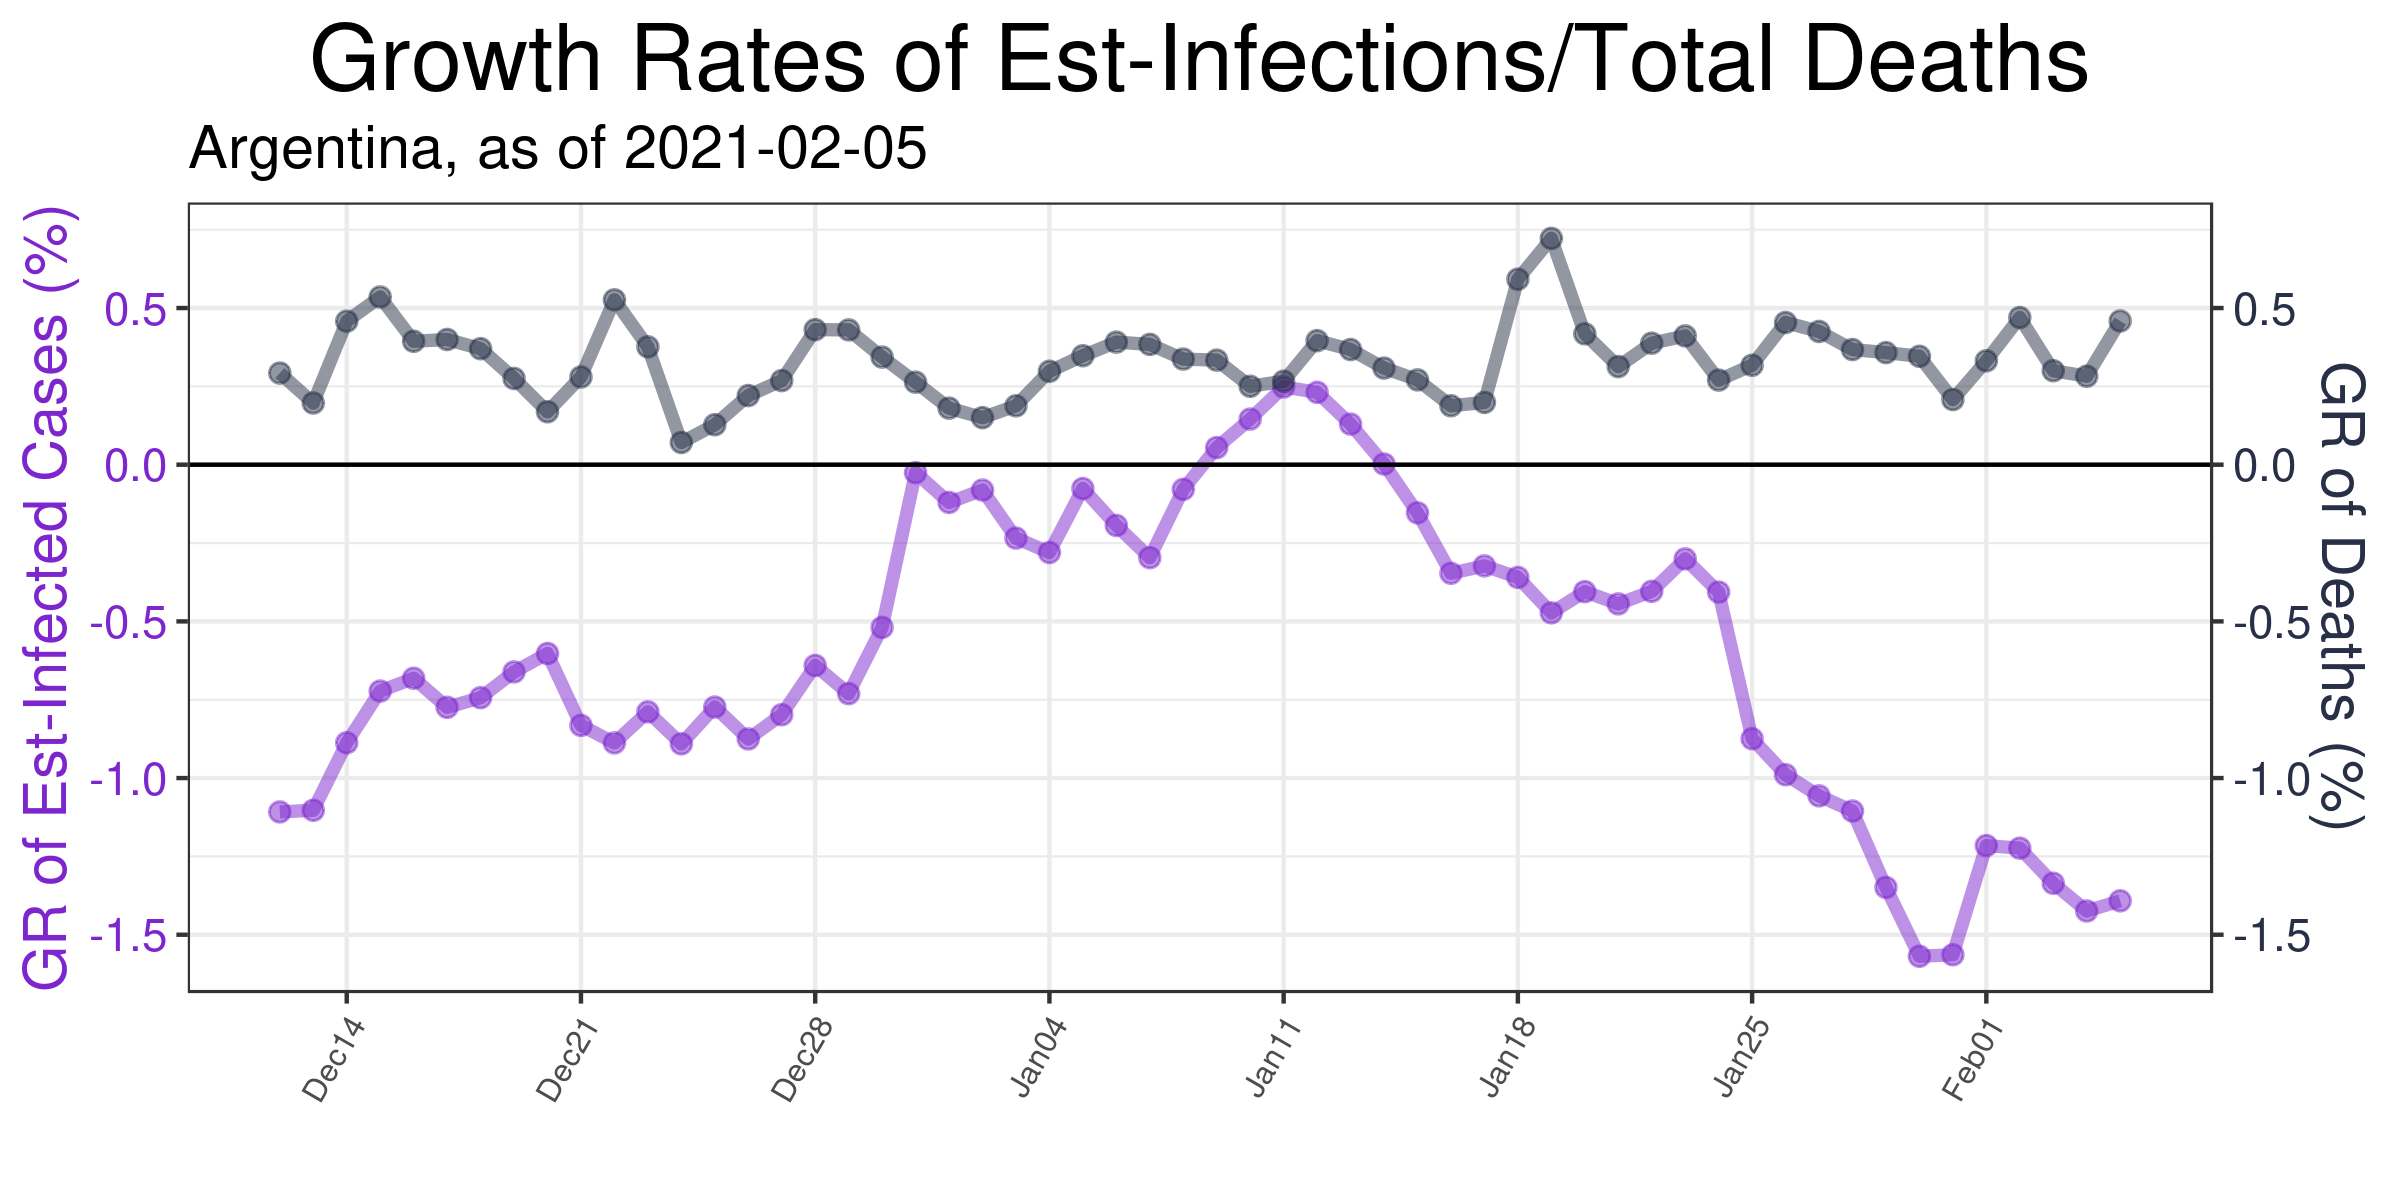 Growth Rates of Est-Infections/Total Deaths
Argentina, as of 2021-02-05
GR of Est-Infected Cases (%)
0.5
0.0
-0.5
-1.0
-1.5
0.5
0.0
-0.5
-1.0
-1.5
GR of Deaths (%)
Dec14
Dec21
Dec28
Jan04
Jan11
Jan18
Jan25
Feb01